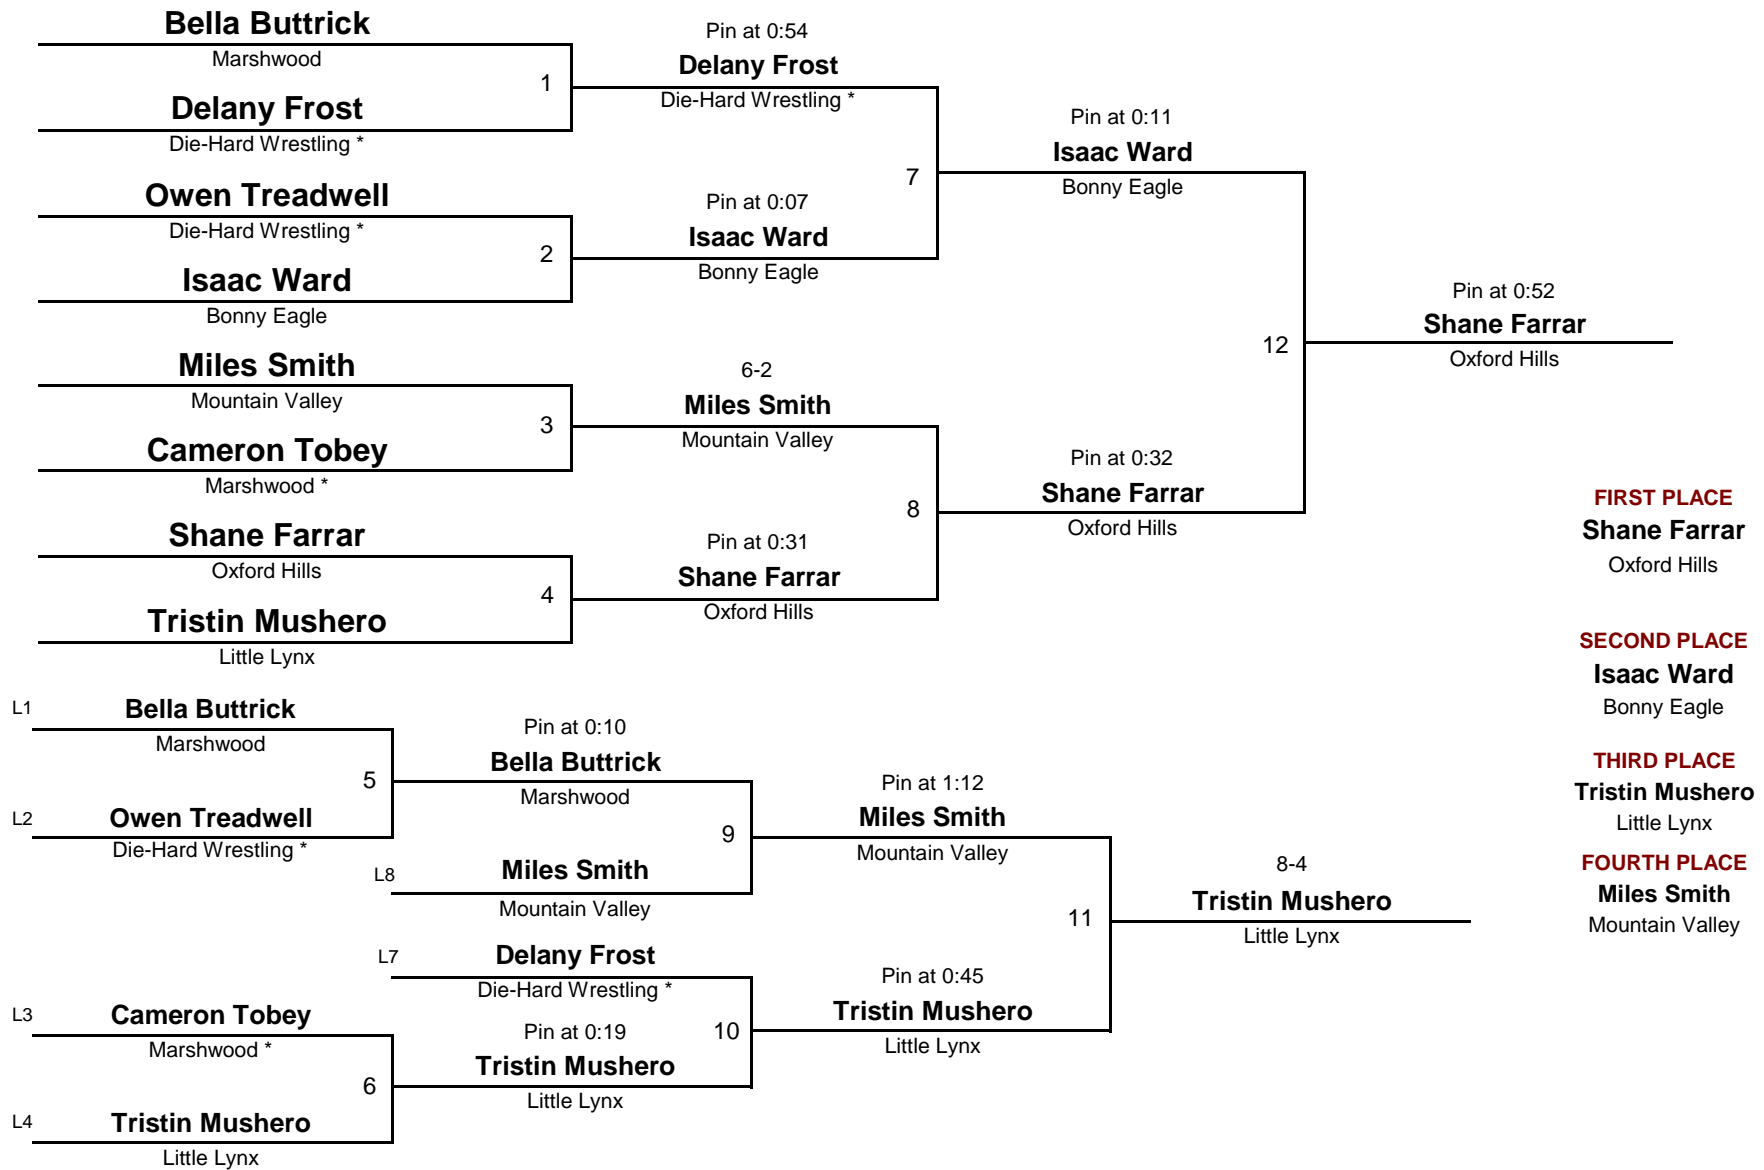 Bella Buttrick
Marshwood
1
Delany Frost
Die-Hard Wrestling *
Owen Treadwell
Die-Hard Wrestling *
2
Isaac Ward
Bonny Eagle
Miles Smith
Mountain Valley
3
Cameron Tobey
Marshwood *
Shane Farrar
Oxford Hills
4
Tristin Mushero
Little Lynx
Pin at 0:54
Delany Frost
Die-Hard Wrestling *
7
Pin at 0:07
Isaac Ward
Bonny Eagle
6-2
Miles Smith
Mountain Valley
8
Pin at 0:31
Shane Farrar
Oxford Hills
Pin at 0:11
Isaac Ward
Bonny Eagle
12
Pin at 0:32
Shane Farrar
Oxford Hills
Pin at 0:52
Shane Farrar
Oxford Hills
FIRST PLACE
Shane Farrar
Oxford Hills
SECOND PLACE
Isaac Ward
Bonny Eagle
THIRD PLACE
Tristin Mushero
Little Lynx
FOURTH PLACE
Miles Smith
Mountain Valley
L1
Bella Buttrick
Marshwood
5
L2
Owen Treadwell
Die-Hard Wrestling *
L3
Cameron Tobey
Marshwood *
6
L4
Tristin Mushero
Little Lynx
Pin at 0:10
Bella Buttrick
Marshwood
9
L8
Miles Smith
Mountain Valley
L7
Delany Frost
Die-Hard Wrestling *
10
Pin at 0:19
Tristin Mushero
Little Lynx
Pin at 1:12
Miles Smith
Mountain Valley
11
Pin at 0:45
Tristin Mushero
Little Lynx
8-4
Tristin Mushero
Little Lynx